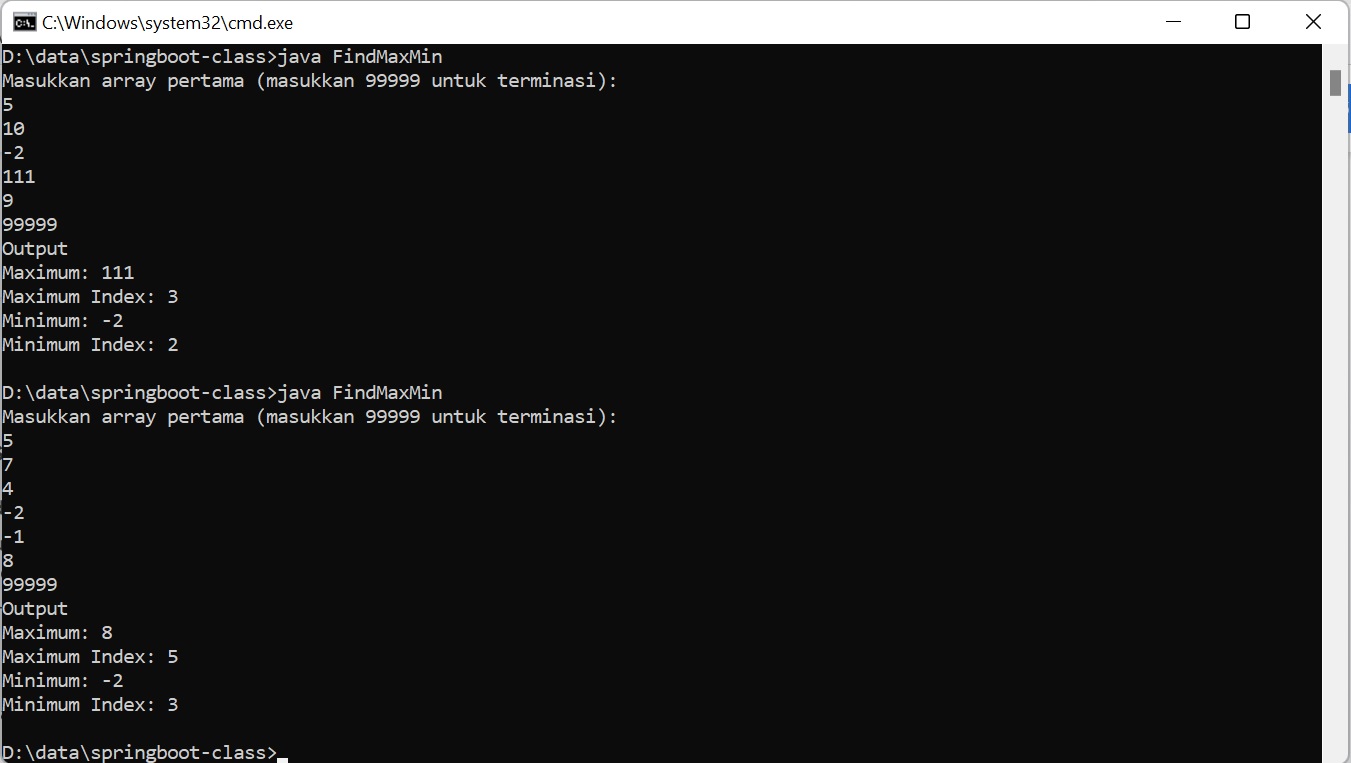 C:\Windows\system32\cmd.exe
D:\data\springboot-class>java FindMaxMin
Masukkan array pertama (masukkan 99999 untuk terminasi):
5
10
-2
111
9
99999
Output
Maximum: 111
Maximum Index: 3
Minimum: -2
Minimum Index: 2
D:\data\springboot-class>java FindMaxMin
Masukkan array pertama (masukkan 99999 untuk terminasi):
5
7
4
-2
-1
8
99999
Output
Maximum: 8
Maximum Index: 5
Minimum: -2
Minimum Index: 3
D:\data\springboot-class>